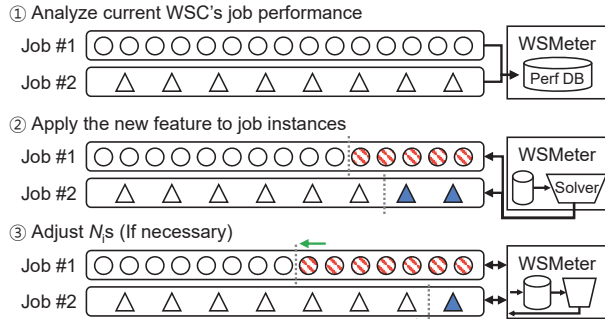 ① Analyze current WSC's job performance
Job #1
Job #2
WSMeter
Perf DB
② Apply the new feature to job instances
Job #1
Job #2
WSMeter
Solver
③ Adjust Nᵢs (If necessary)
Job #1
Job #2
WSMeter